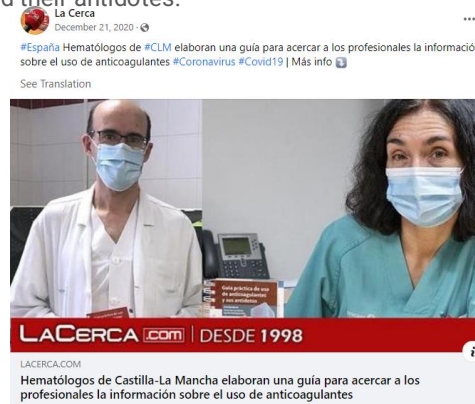 d their antidotes.
La Cerca
December 21, 2020 ·
#España Hematólogos de #CLM elaboran una guía para acercar a los profesionales la informació
sobre el uso de anticoagulantes #Coronavirus #Covid19 | Más info
See Translation
Guía práctica de uso
de anticoagulantes
y sus antídotos
LACERCA .com | DESDE 1998
LACERCA.COM
Hematólogos de Castilla-La Mancha elaboran una guía para acercar a los
profesionales la información sobre el uso de anticoagulantes